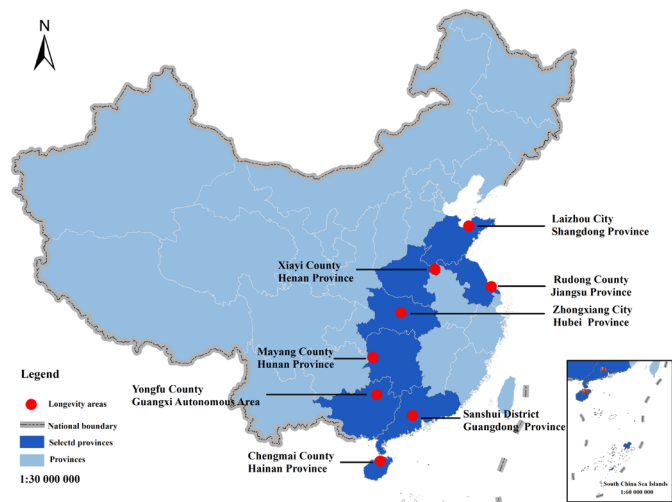 N
Laizhou City
Shangdong Province
Xiayi County
Henan Province
Rudong County
Jiangsu Province
Zhongxiang City
Hubei Province
Mayang County
Hunan Province
Yongfu County
Guangxi Autonomous Area
Sanshui District
Guangdong Province
Chengmai County
Hainan Province
Legend
Longevity areas
National boundary
Selectd provinces
Provinces
1:30 000 000
South China Sea Islands
1:60 000 000